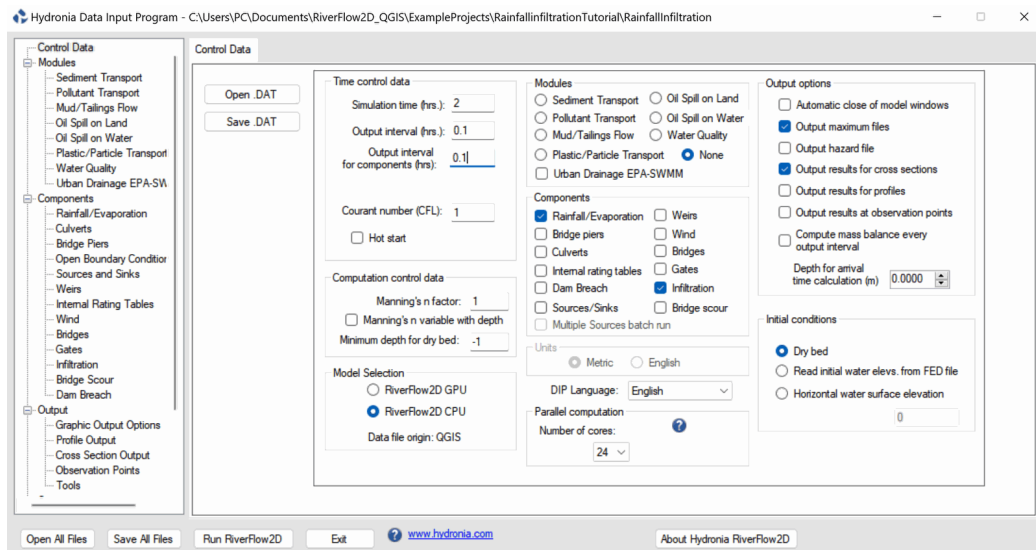 Hydronia Data Input Program - C:\Users\PC\Documents\RiverFlow2D_QGIS\ExampleProjects\RainfallinfiltrationTutorial\RainfallInfiltration
Control Data
Modules
Sediment Transport
Pollutant Transport
Mud/Tailings Flow
Oil Spill on Land
Oil Spill on Water
Plastic/Particle Transport
Water Quality
Urban Drainage EPA-SW
Components
Rainfall/Evaporation
Culverts
Bridge Piers
Open Boundary Condition
Sources and Sinks
Weirs
Internal Rating Tables
Wind
Bridges
Gates
Infiltration
Bridge Scour
Dam Breach
Output
Graphic Output Options
Profile Output
Cross Section Output
Observation Points
Tools
Control Data
Open .DAT
Save .DAT
Time control data
Simulation time (hrs.): 2
Output interval (hrs.): 0.1
Output interval
for components (hrs): 0.1
Courant number (CFL): 1
Hot start
Computation control data
Manning's n factor: 1
Manning's n variable with depth
Minimum depth for dry bed: -1
Model Selection
RiverFlow2D GPU
RiverFlow2D CPU
Data file origin: QGIS
Modules
Sediment Transport Oil Spill on Land
Pollutant Transport Oil Spill on Water
Mud/Tailings Flow Water Quality
Plastic/Particle Transport None
Urban Drainage EPA-SWMM
Components
Rainfall/Evaporation Weirs
Bridge piers Wind
Culverts Bridges
Internal rating tables Gates
Dam Breach Infiltration
Sources/Sinks Bridge scour
Multiple Sources batch run
Units
Metric English
DIP Language: English
Parallel computation
Number of cores: ?
24
Output options
Automatic close of model windows
Output maximum files
Output hazard file
Output results for cross sections
Output results for profiles
Output results at observation points
Compute mass balance every
output interval
Depth for arrival
time calculation (m) 0.0000
Initial conditions
Dry bed
Read initial water elevs. from FED file
Horizontal water surface elevation
0
Open All Files Save All Files Run RiverFlow2D Exit ? www.hydronia.com About Hydronia RiverFlow2D